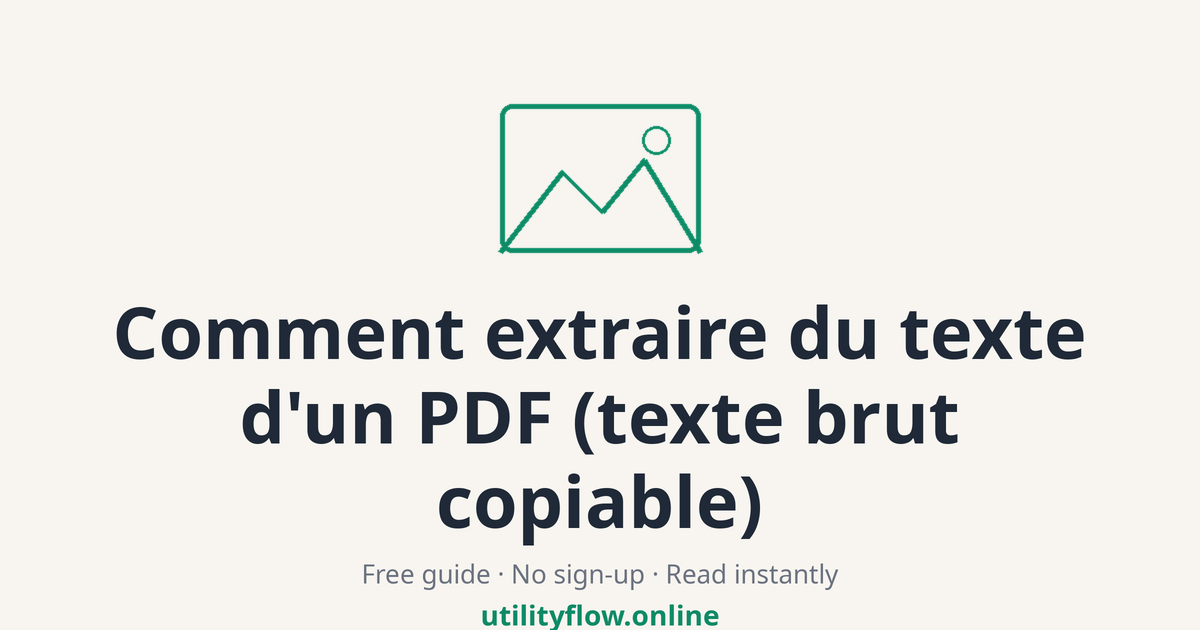 Comment extraire du texte
d'un PDF (texte brut
copiable)
Free guide · No sign-up · Read instantly
utilityflow.online